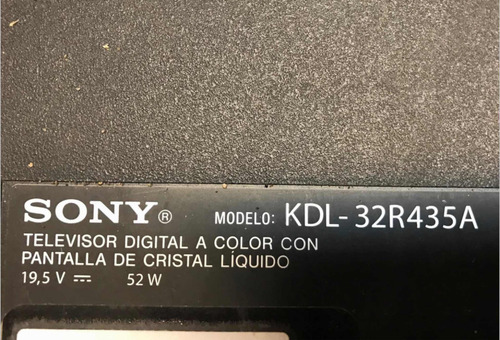 SONY® MODELO: KDL-32R435A
TELEVISOR DIGITAL A COLOR CON
PANTALLA DE CRISTAL LÍQUIDO
19,5 V ⎓ 52 W